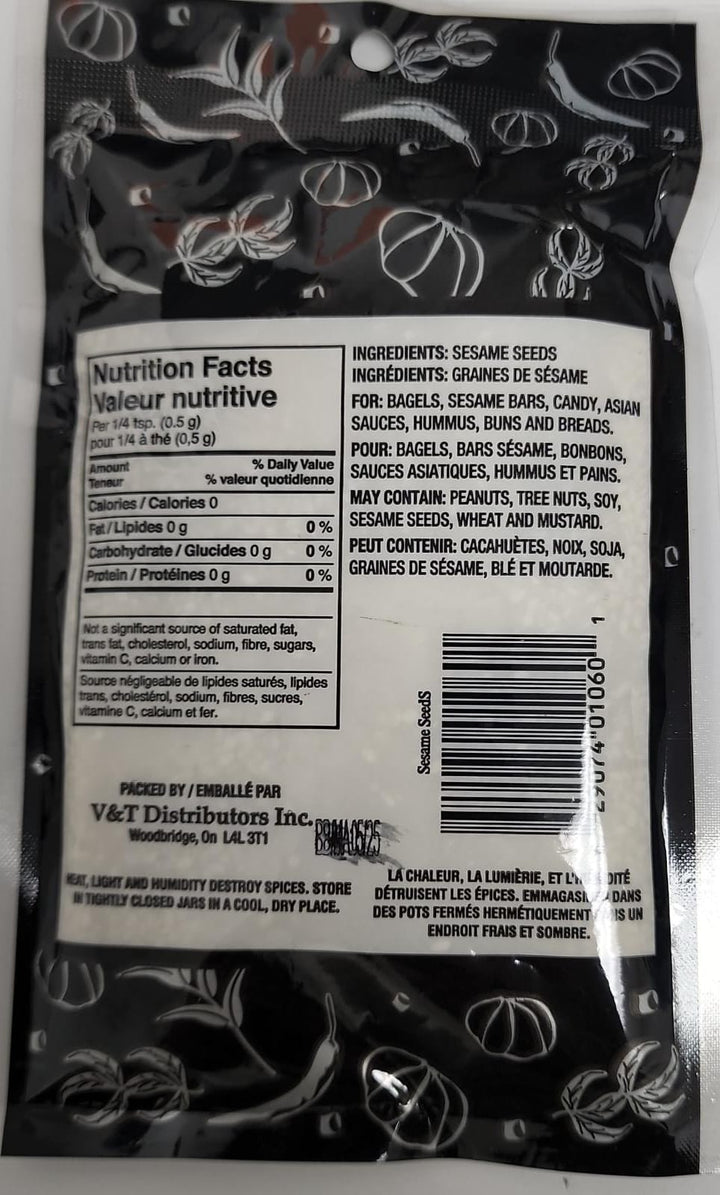 Nutrition Facts
Valeur nutritive
Per 1/4 tsp. (0.5 g)
pour 1/4 à thé (0,5 g)
Amount % Daily Value
Teneur % valeur quotidienne
Calories / Calories 0
Fat / Lipides 0 g 0 %
Carbohydrate / Glucides 0 g 0 %
Protein / Protéines 0 g 0 %
Not a significant source of saturated fat,
trans fat, cholesterol, sodium, fibre, sugars,
vitamin C, calcium or iron.
Source négligeable de lipides saturés, lipides
trans, cholestérol, sodium, fibres, sucres,
vitamine C, calcium et fer.
INGREDIENTS: SESAME SEEDS
INGRÉDIENTS: GRAINES DE SÉSAME
FOR: BAGELS, SESAME BARS, CANDY, ASIAN
SAUCES, HUMMUS, BUNS AND BREADS.
POUR: BAGELS, BARS SÉSAME, BONBONS,
SAUCES ASIATIQUES, HUMMUS ET PAINS.
MAY CONTAIN: PEANUTS, TREE NUTS, SOY,
SESAME SEEDS, WHEAT AND MUSTARD.
PEUT CONTENIR: CACAHUÈTES, NOIX, SOJA,
GRAINES DE SÉSAME, BLÉ ET MOUTARDE.
Sesame SeedS
01060 1
PACKED BY / EMBALLÉ PAR
V&T Distributors Inc.
Woodbridge, On L4L 3T1
HEAT, LIGHT AND HUMIDITY DESTROY SPICES. STORE
IN TIGHTLY CLOSED JARS IN A COOL, DRY PLACE.
LA CHALEUR, LA LUMIÈRIE, ET
DÉTRUISENT LES ÉPICES. DANS
DES POTS FERMÉS HERMÉTIQUEMENT UN
ENDROIT FRAIS ET SOMBRE.